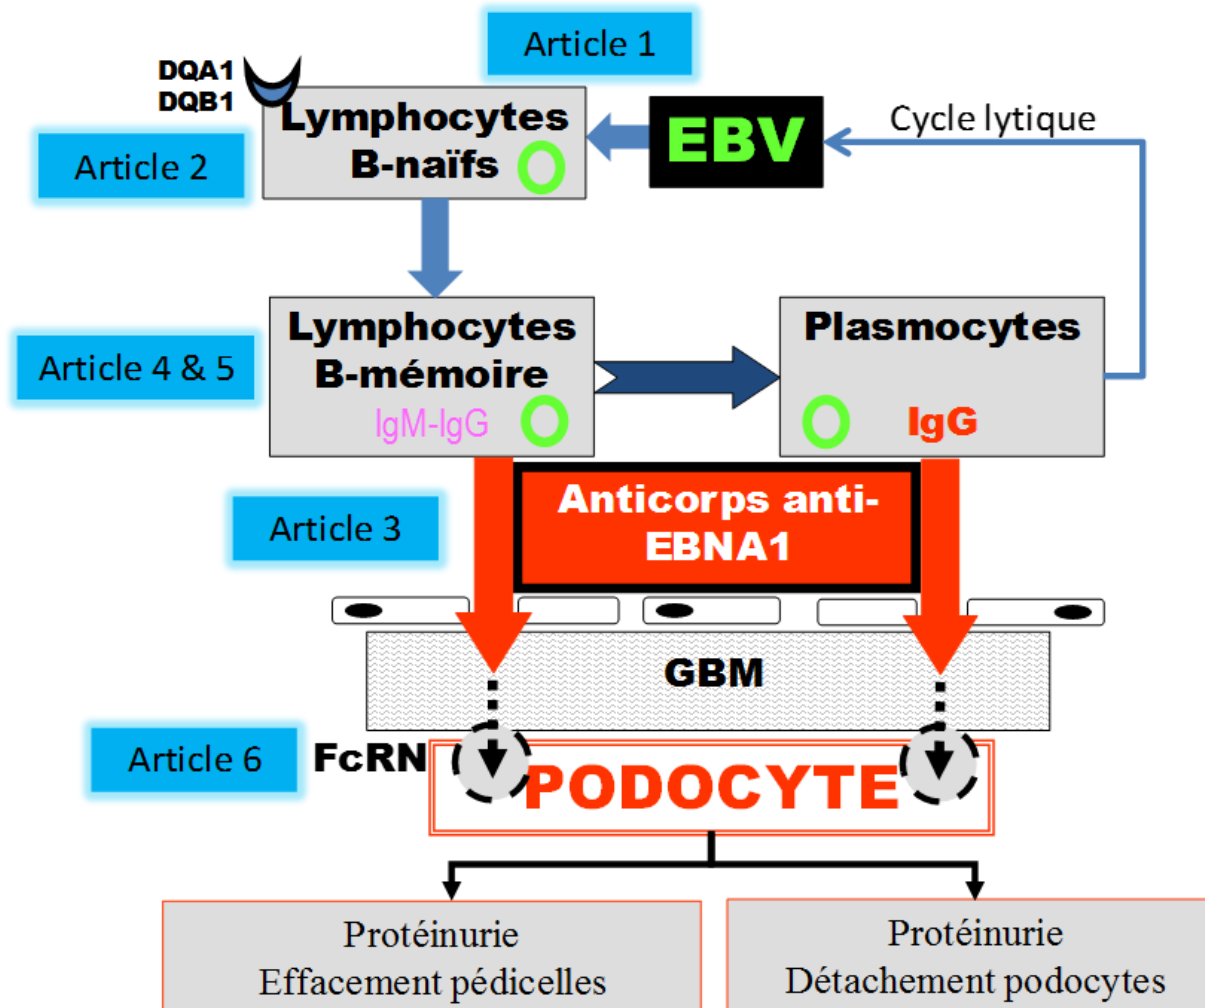 Article 1
DQA1
DQB1
Lymphocytes
B-naïfs
EBV
Cycle lytique
Article 2
Lymphocytes
B-mémoire
IgM-IgG
Plasmocytes
IgG
Article 4 & 5
Anticorps anti-
EBNA1
Article 3
GBM
Article 6
FcRN
PODOCYTE
Protéinurie
Effacement pédicelles
Protéinurie
Détachement podocytes